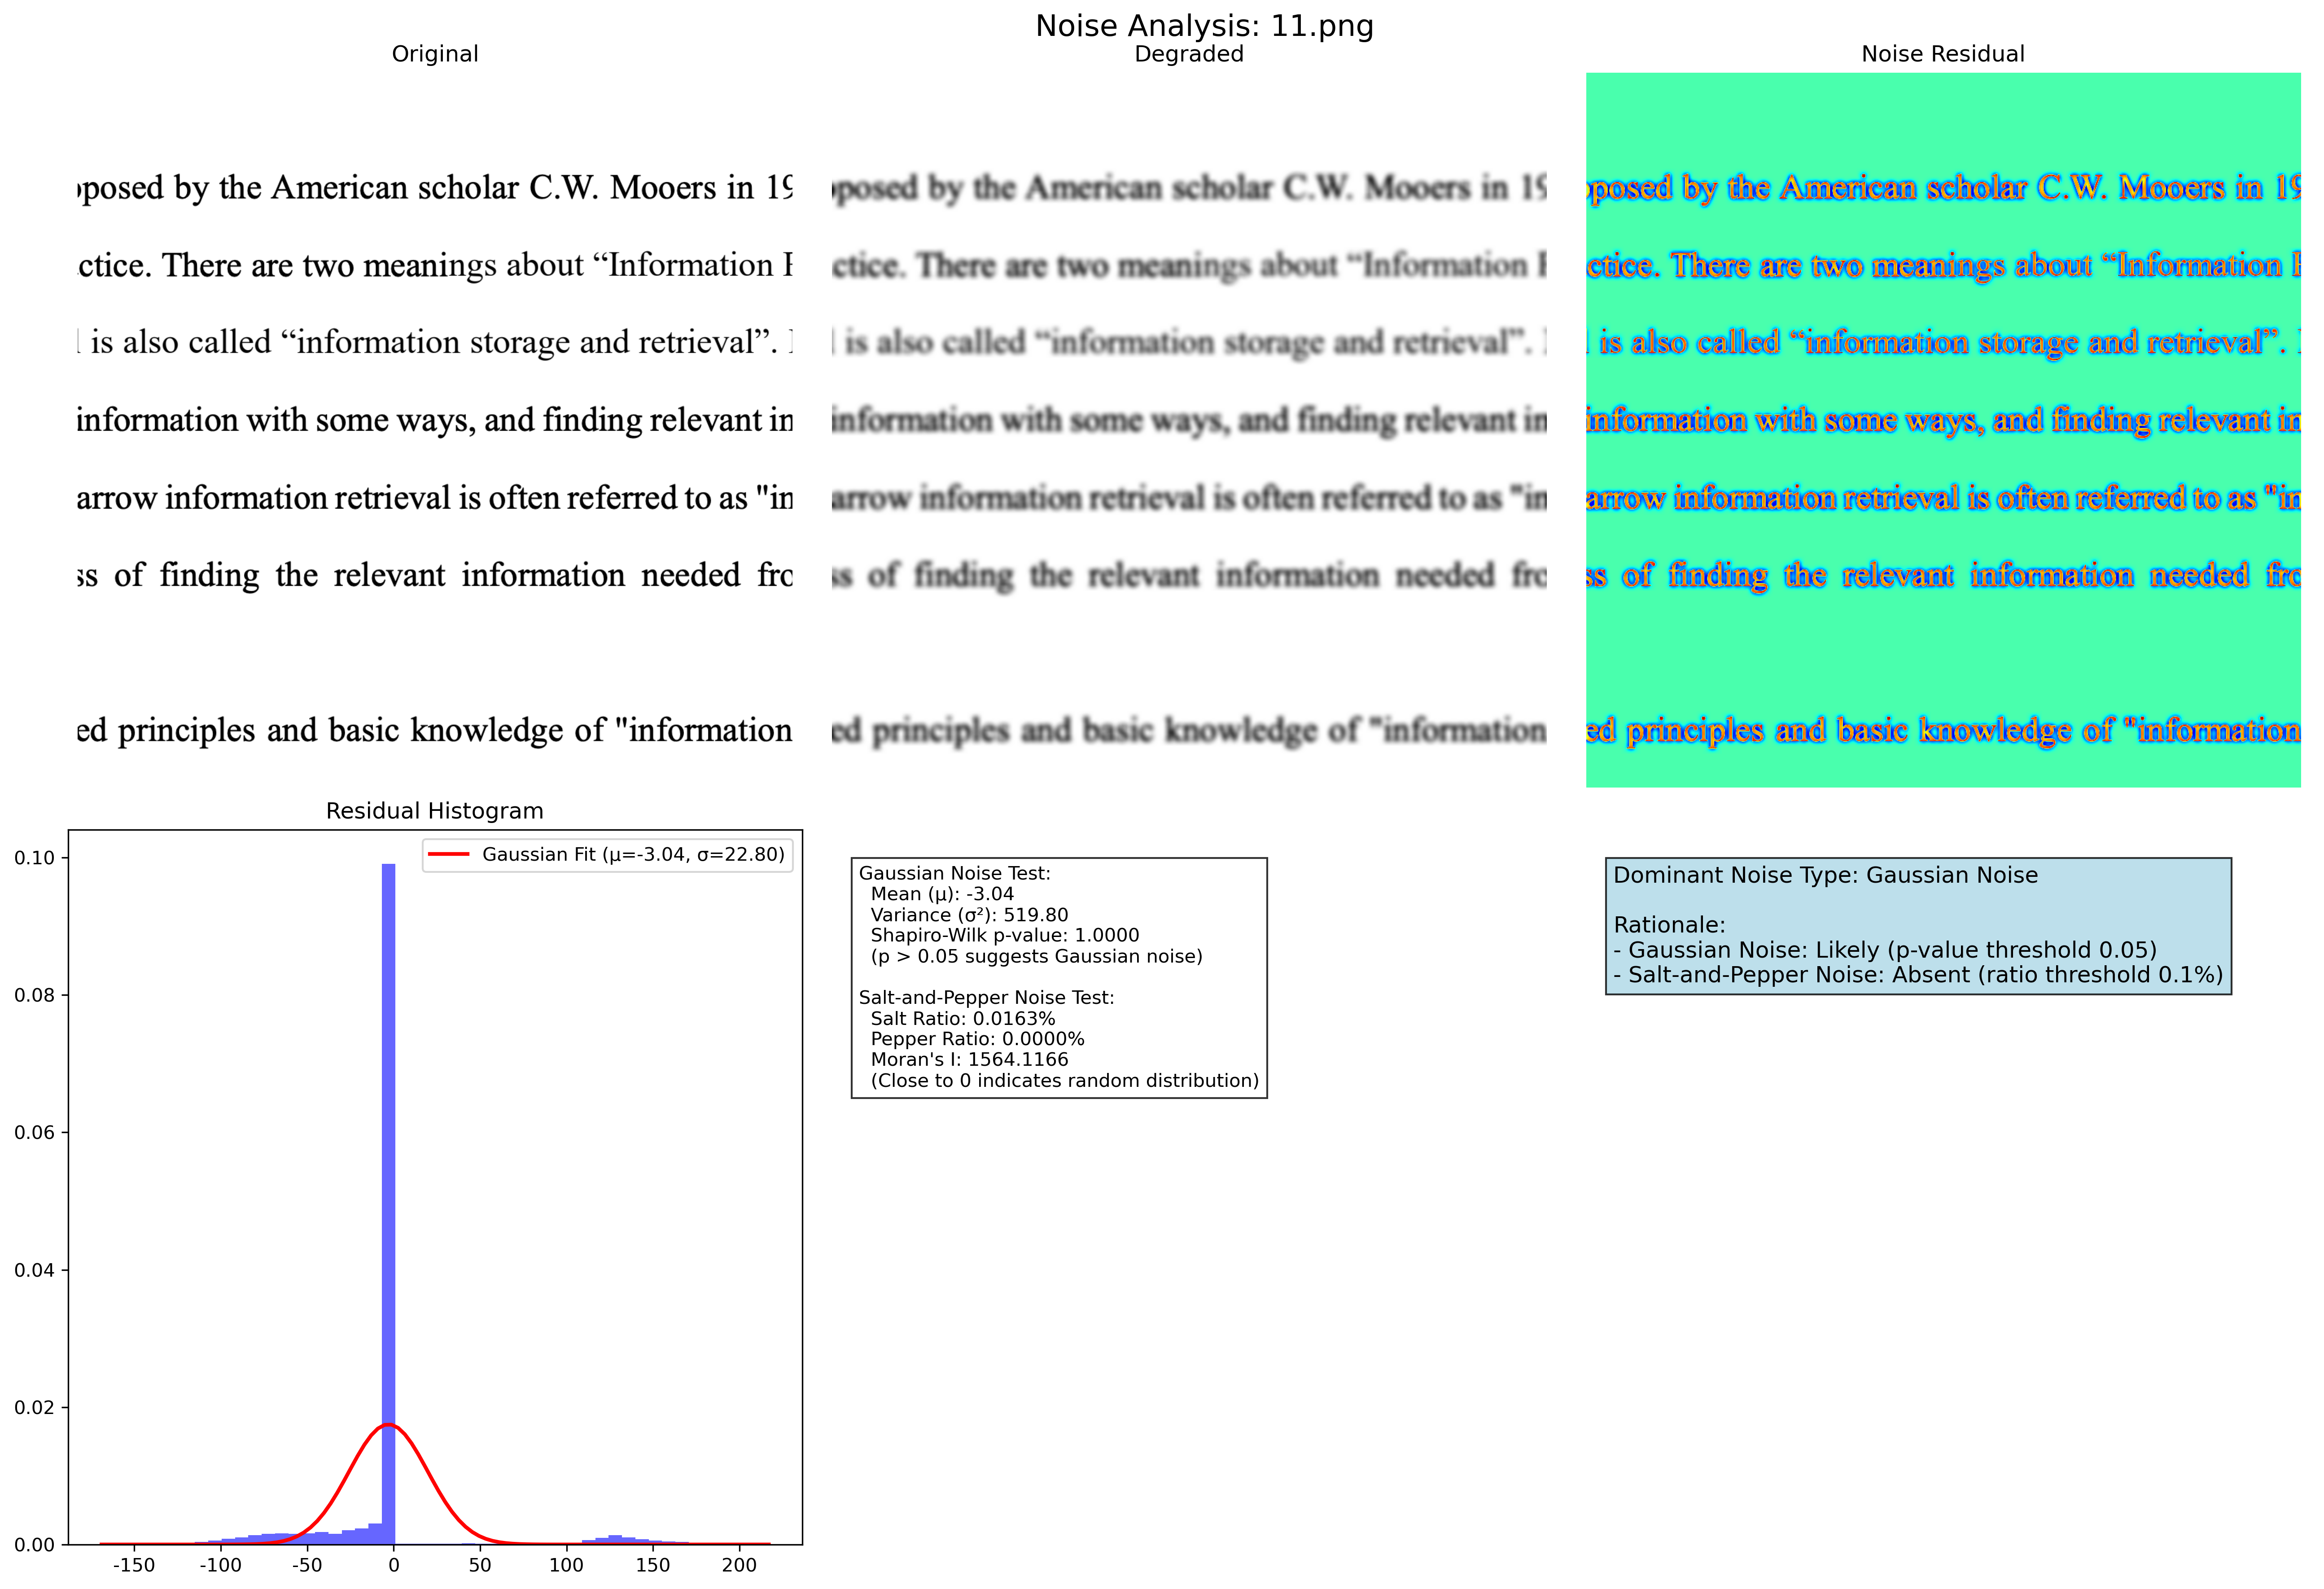 Noise Analysis: 11.png
Original
Degraded
Noise Residual
pposed by the American scholar C.W. Mooers in 19
ctice. There are two meanings about “Information
is also called “information storage and retrieval”.
information with some ways, and finding relevant in
arrow information retrieval is often referred to as "in
ss of finding the relevant information needed fro
ed principles and basic knowledge of "information
pposed by the American scholar C.W. Mooers in 19
ctice. There are two meanings about “Information
is also called “information storage and retrieval”.
information with some ways, and finding relevant in
arrow information retrieval is often referred to as "in
ss of finding the relevant information needed fro
ed principles and basic knowledge of "information
pposed by the American scholar C.W. Mooers in 19
ctice. There are two meanings about “Information
is also called “information storage and retrieval”.
information with some ways, and finding relevant in
arrow information retrieval is often referred to as "in
ss of finding the relevant information needed fro
ed principles and basic knowledge of "information
Residual Histogram
Gaussian Fit (μ=-3.04, σ=22.80)
0.10
0.08
0.06
0.04
0.02
0.00
-150 -100 -50 0 50 100 150 200
Gaussian Noise Test:
Mean (μ): -3.04
Variance (σ²): 519.80
Shapiro-Wilk p-value: 1.0000
(p > 0.05 suggests Gaussian noise)
Salt-and-Pepper Noise Test:
Salt Ratio: 0.0163%
Pepper Ratio: 0.0000%
Moran's I: 1564.1166
(Close to 0 indicates random distribution)
Dominant Noise Type: Gaussian Noise
Rationale:
- Gaussian Noise: Likely (p-value threshold 0.05)
- Salt-and-Pepper Noise: Absent (ratio threshold 0.1%)